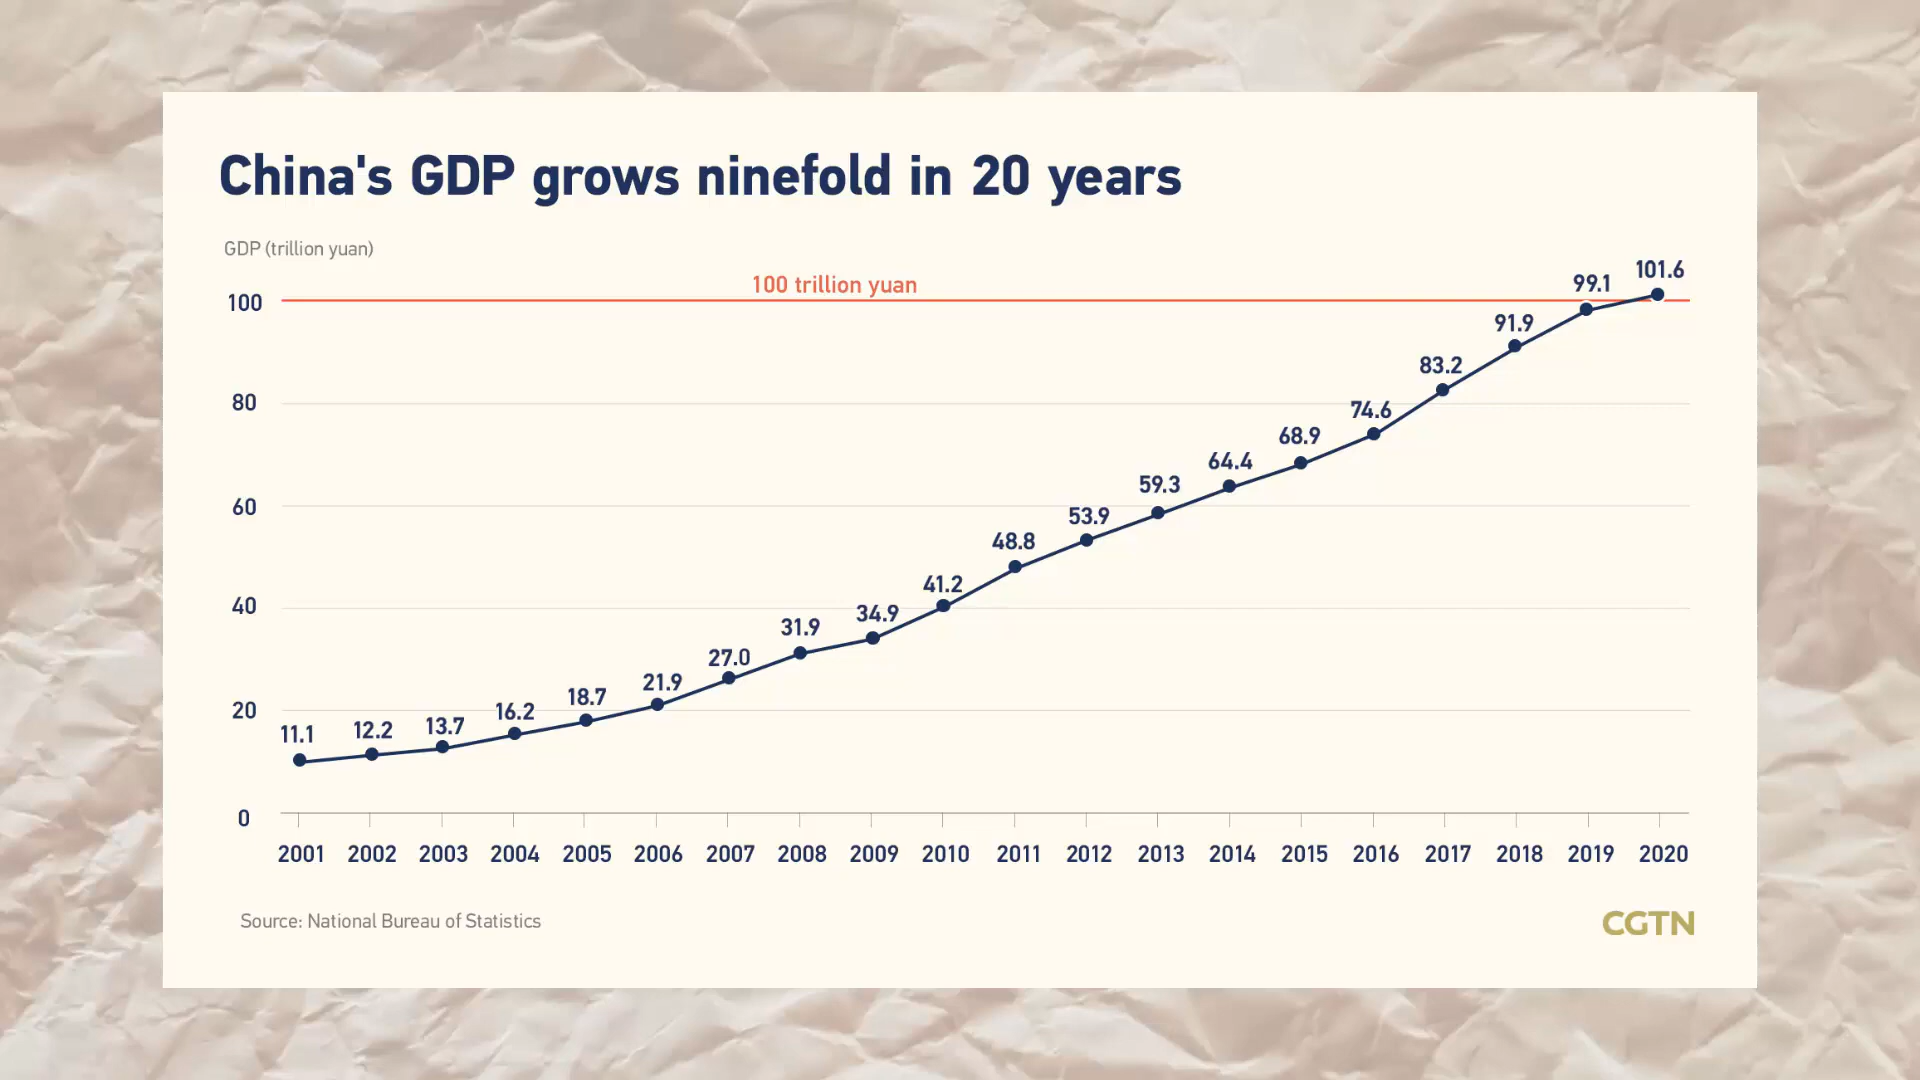 China's GDP grows ninefold in 20 years
GDP (trillion yuan)
100 trillion yuan
100
80
60
40
20
0
11.1 12.2 13.7 16.2 18.7 21.9 27.0 31.9 34.9 41.2 48.8 53.9 59.3 64.4 68.9 74.6 83.2 91.9 99.1 101.6
2001 2002 2003 2004 2005 2006 2007 2008 2009 2010 2011 2012 2013 2014 2015 2016 2017 2018 2019 2020
Source: National Bureau of Statistics
CGTN